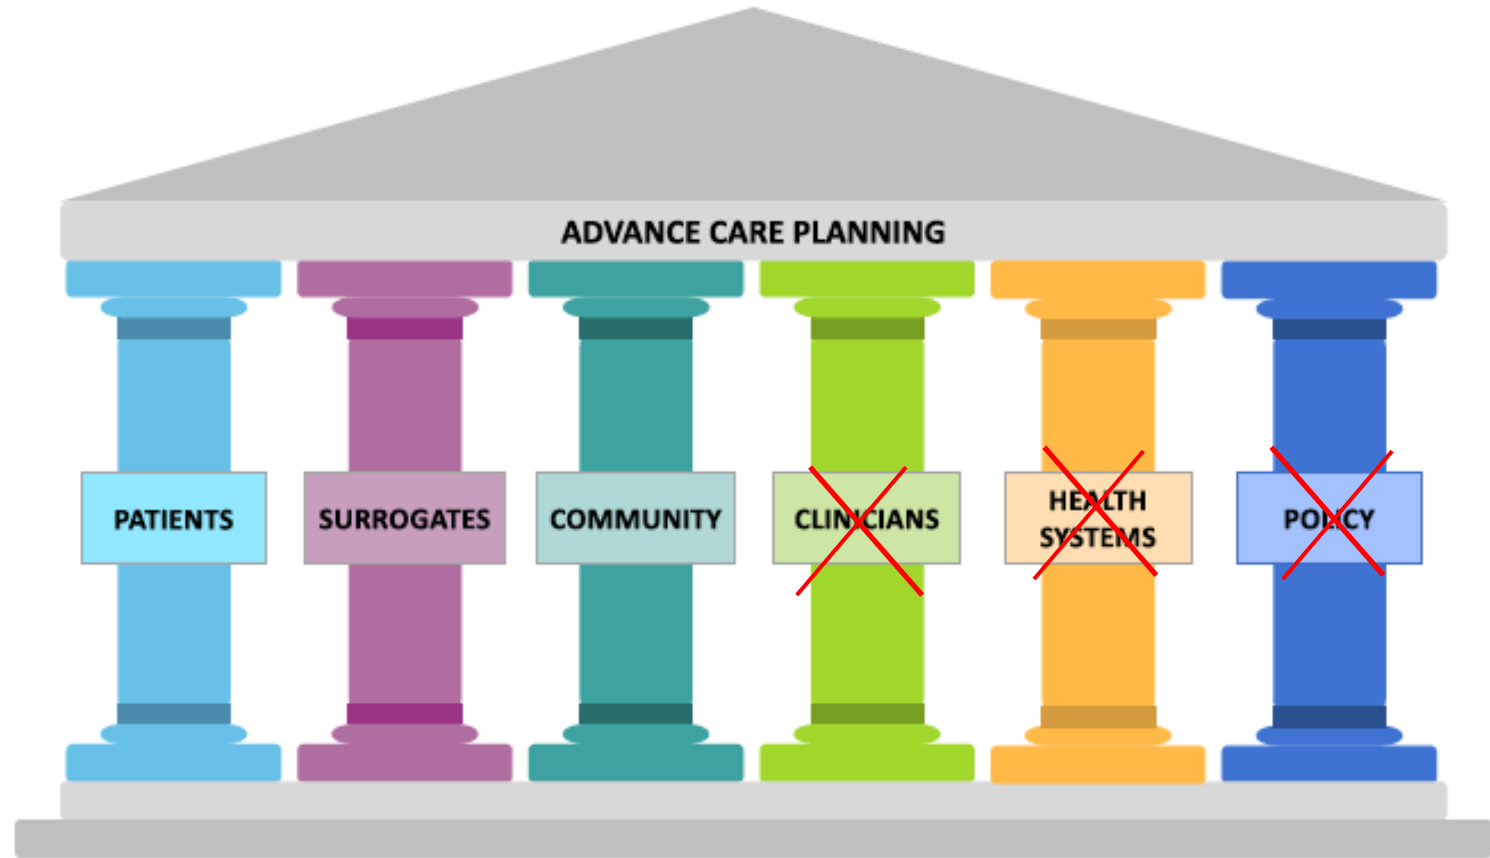 ADVANCE CARE PLANNING
PATIENTS
SURROGATES
COMMUNITY
CLINICIANS
HEALTH
SYSTEMS
POLICY